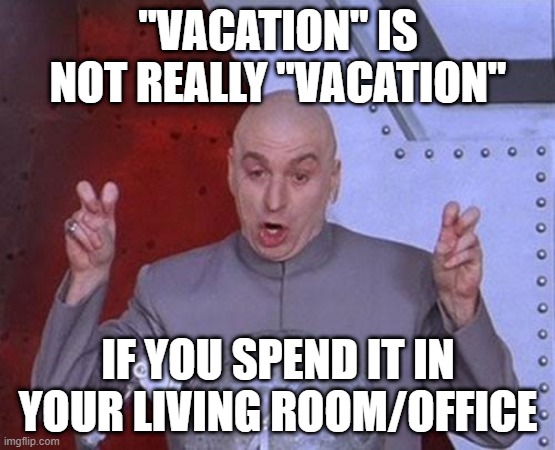 "VACATION" IS
NOT REALLY "VACATION"
IF YOU SPEND IT IN
YOUR LIVING ROOM/OFFICE
imgflip.com